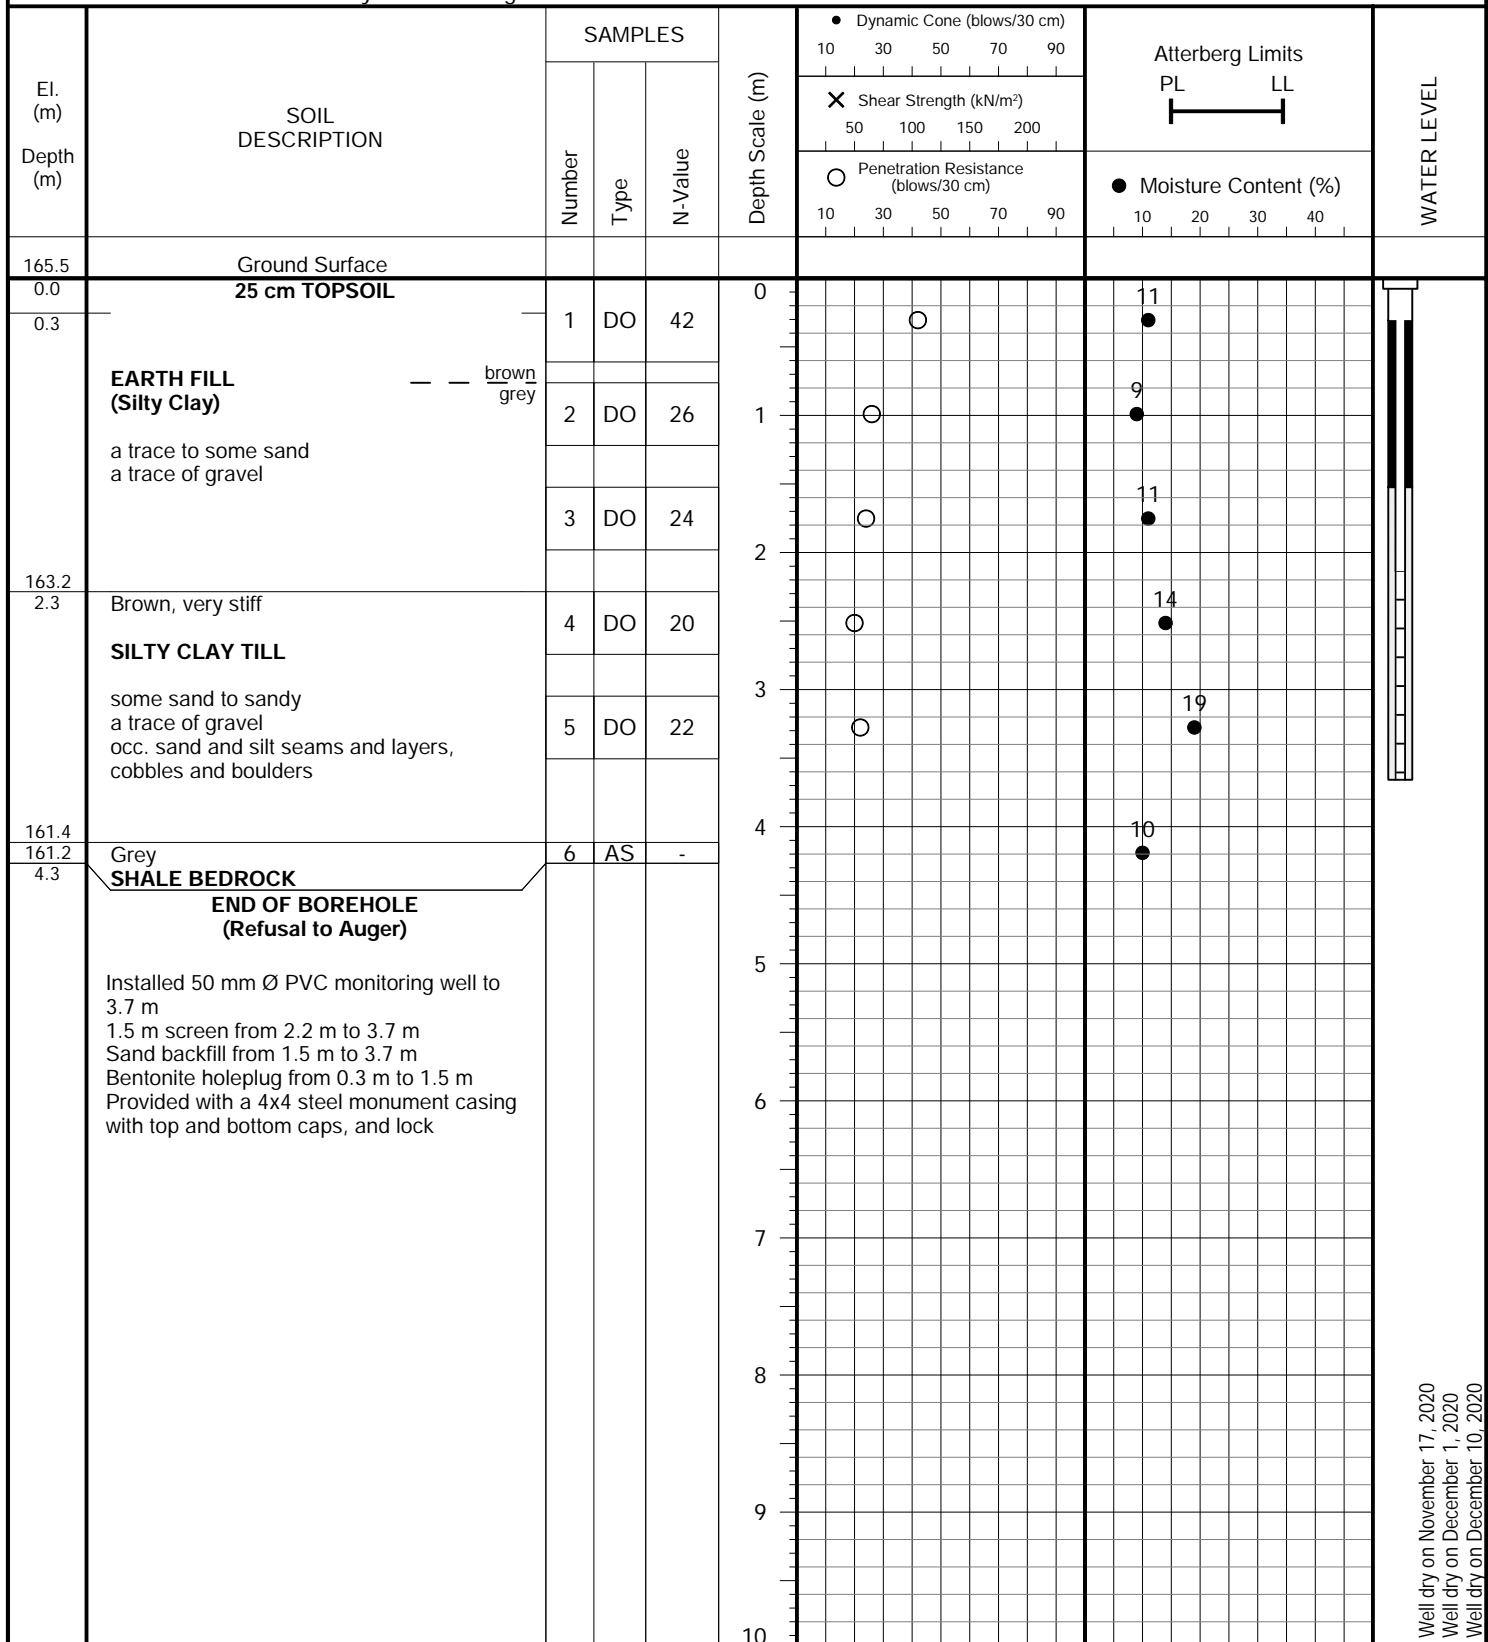 El.
(m)
Depth
(m)
SOIL
DESCRIPTION
SAMPLES
Number
Type
N-Value
Depth Scale (m)
Dynamic Cone (blows/30 cm)
10 30 50 70 90
Shear Strength (kN/m²)
50 100 150 200
Penetration Resistance
(blows/30 cm)
10 30 50 70 90
Atterberg Limits
PL LL
Moisture Content (%)
10 20 30 40
WATER LEVEL
165.5 Ground Surface
0.0 25 cm TOPSOIL 0
11
0.3 1 DO 42
EARTH FILL brown
(Silty Clay) grey
9
2 DO 26 1
a trace to some sand
a trace of gravel
11
3 DO 24
2
163.2
2.3 Brown, very stiff
14
4 DO 20
SILTY CLAY TILL
3
some sand to sandy
19
a trace of gravel
5 DO 22
occ. sand and silt seams and layers,
cobbles and boulders
161.4 4
10
161.2 Grey 6 AS -
4.3 SHALE BEDROCK
END OF BOREHOLE
(Refusal to Auger)
5
Installed 50 mm Ø PVC monitoring well to
3.7 m
1.5 m screen from 2.2 m to 3.7 m
Sand backfill from 1.5 m to 3.7 m
Bentonite holeplug from 0.3 m to 1.5 m
Provided with a 4x4 steel monument casing
6
with top and bottom caps, and lock
7
8
9
10
Well dry on November 17, 2020
Well dry on December 1, 2020
Well dry on December 10, 2020